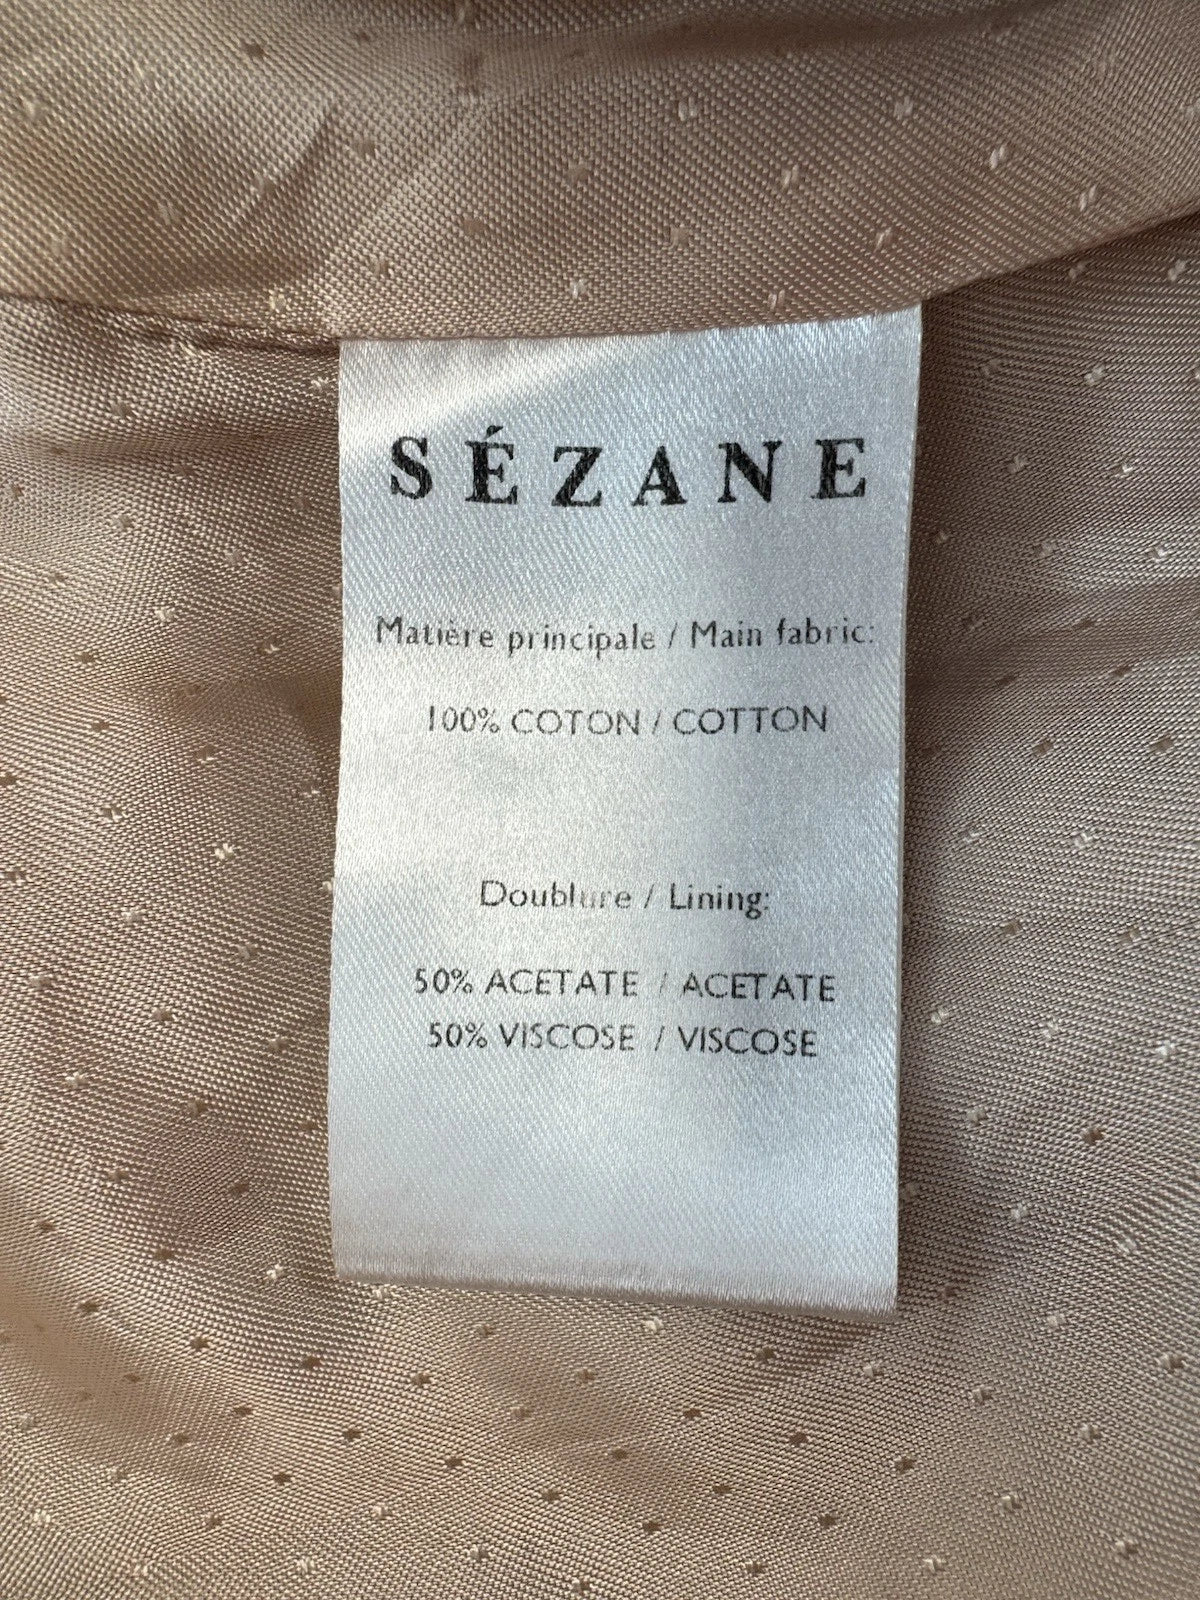 SÉZANE
Matière principale / Main fabric:
100% COTON / COTTON
Doublure / Lining:
50% ACETATE / ACETATE
50% VISCOSE / VISCOSE